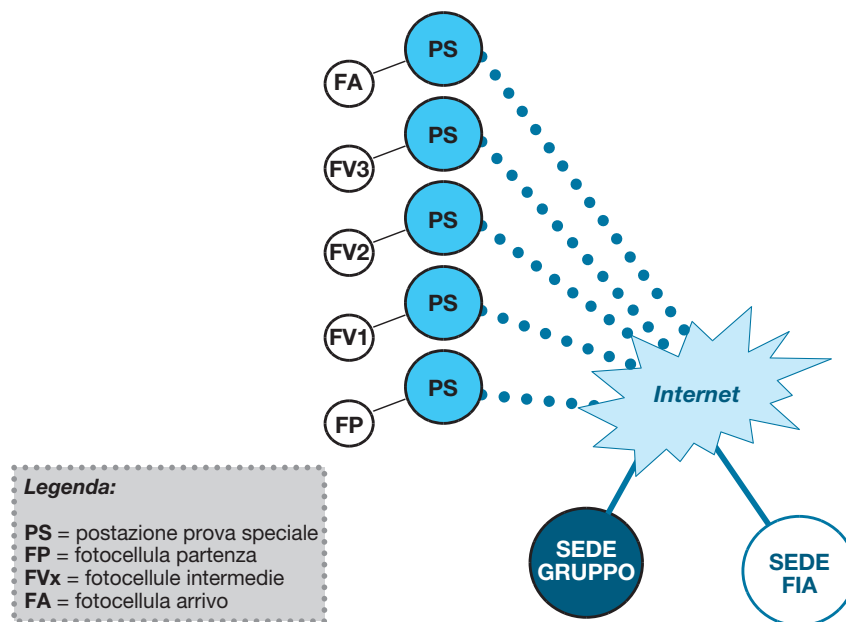 PS
FA
PS
FV3
PS
FV2
PS
FV1
PS
FP
Internet
SEDE
GRUPPO
SEDE
FIA
Legenda:
PS = postazione prova speciale
FP = fotocellula partenza
FVx = fotocellule intermedie
FA = fotocellula arrivo